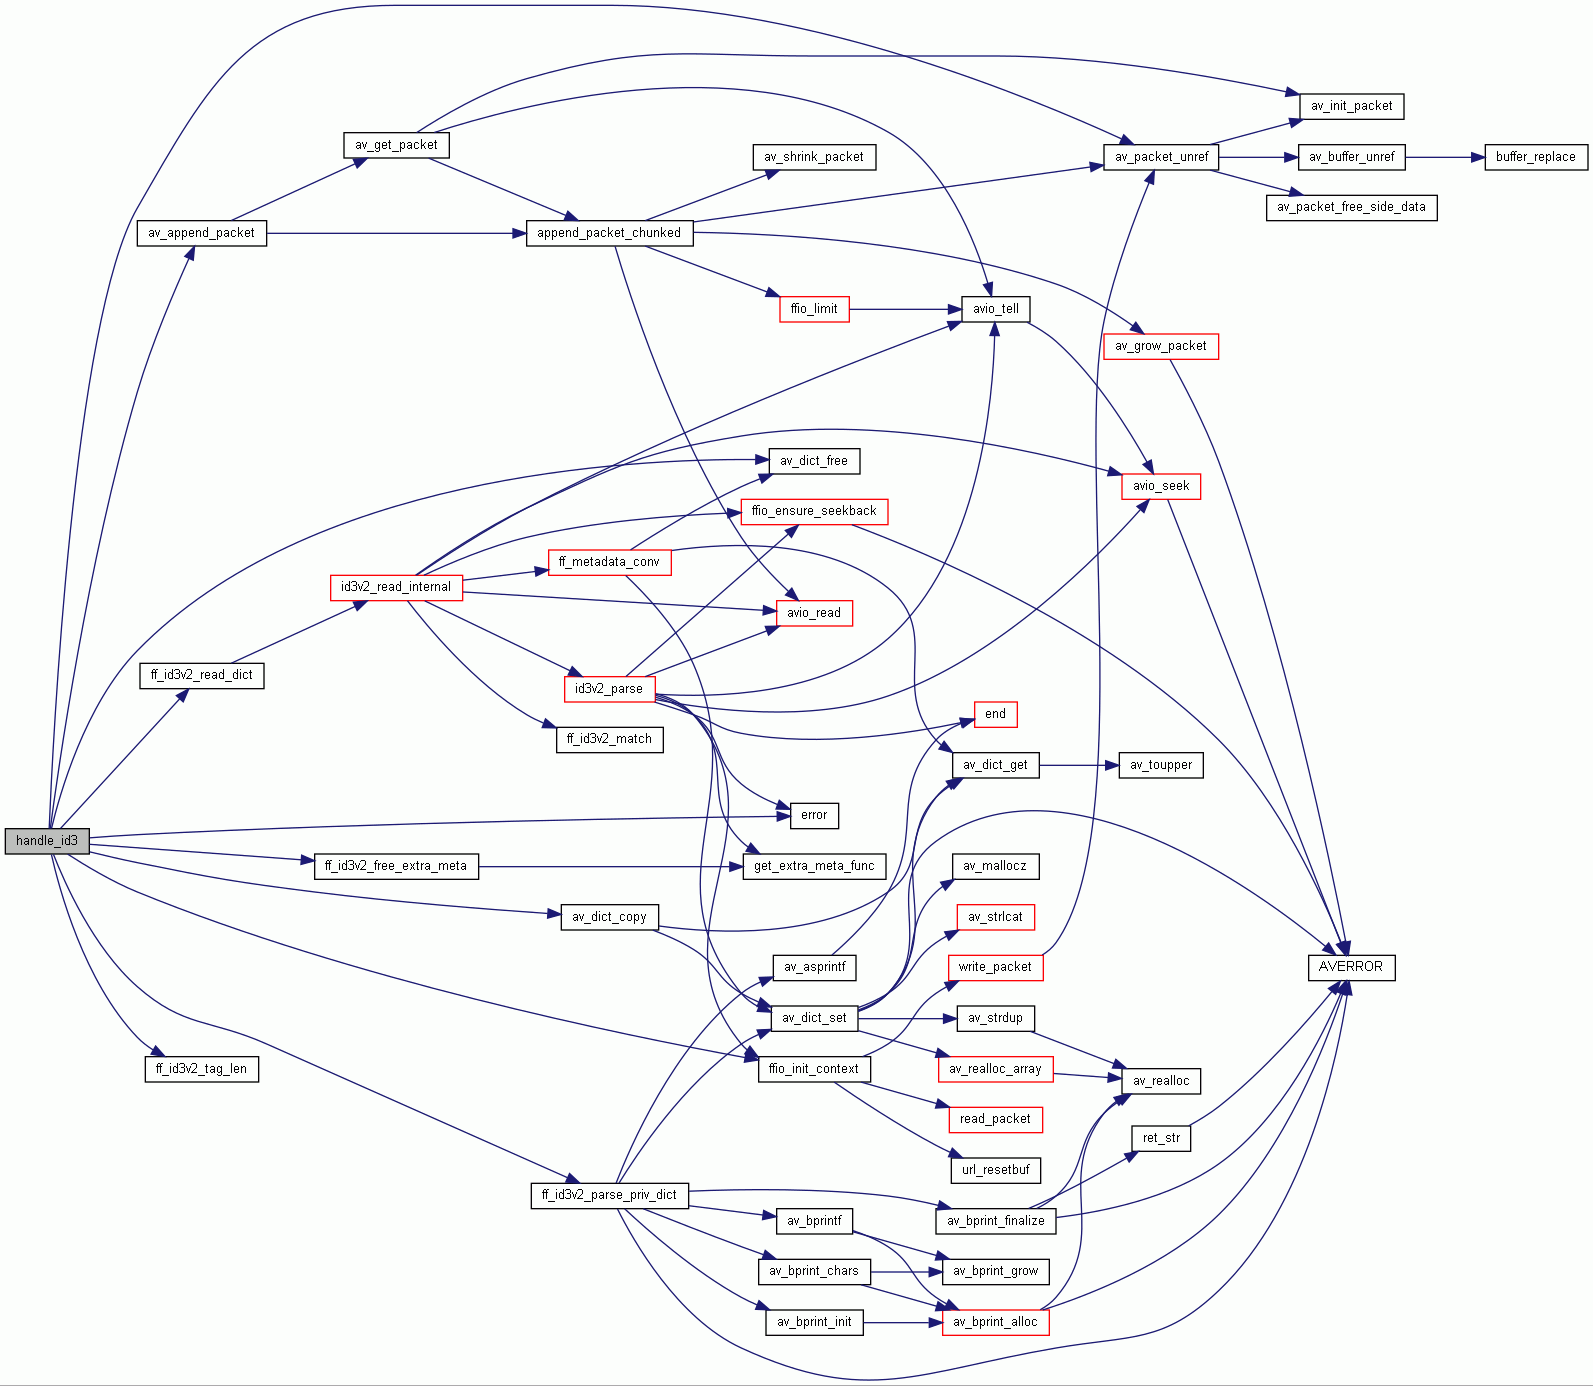 av_init_packet
av_get_packet
av_shrink_packet
av_packet_unref
av_buffer_unref
buffer_replace
av_packet_free_side_data
av_append_packet
append_packet_chunked
ffio_limit
avio_tell
av_grow_packet
av_dict_free
avio_seek
ffio_ensure_seekback
ff_metadata_conv
id3v2_read_internal
avio_read
ff_id3v2_read_dict
id3v2_parse
end
ff_id3v2_match
av_dict_get
av_toupper
error
handle_id3
ff_id3v2_free_extra_meta
get_extra_meta_func
av_mallocz
av_dict_copy
av_strlcat
av_asprintf
write_packet
AVERROR
av_dict_set
av_strdup
ff_id3v2_tag_len
ffio_init_context
av_realloc_array
av_realloc
read_packet
ret_str
url_resetbuf
ff_id3v2_parse_priv_dict
av_bprintf
av_bprint_finalize
av_bprint_chars
av_bprint_grow
av_bprint_init
av_bprint_alloc